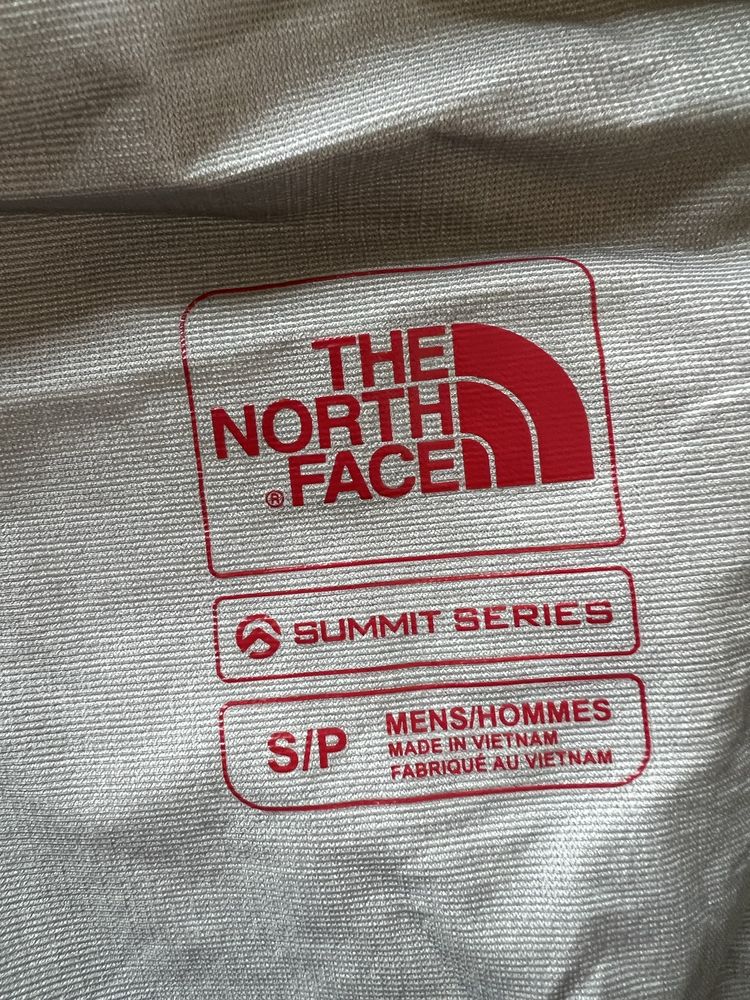 THE
NORTH
® FACE
SUMMIT SERIES
S/P
MENS/HOMMES
MADE IN VIETNAM
FABRIQUÉ AU VIETNAM